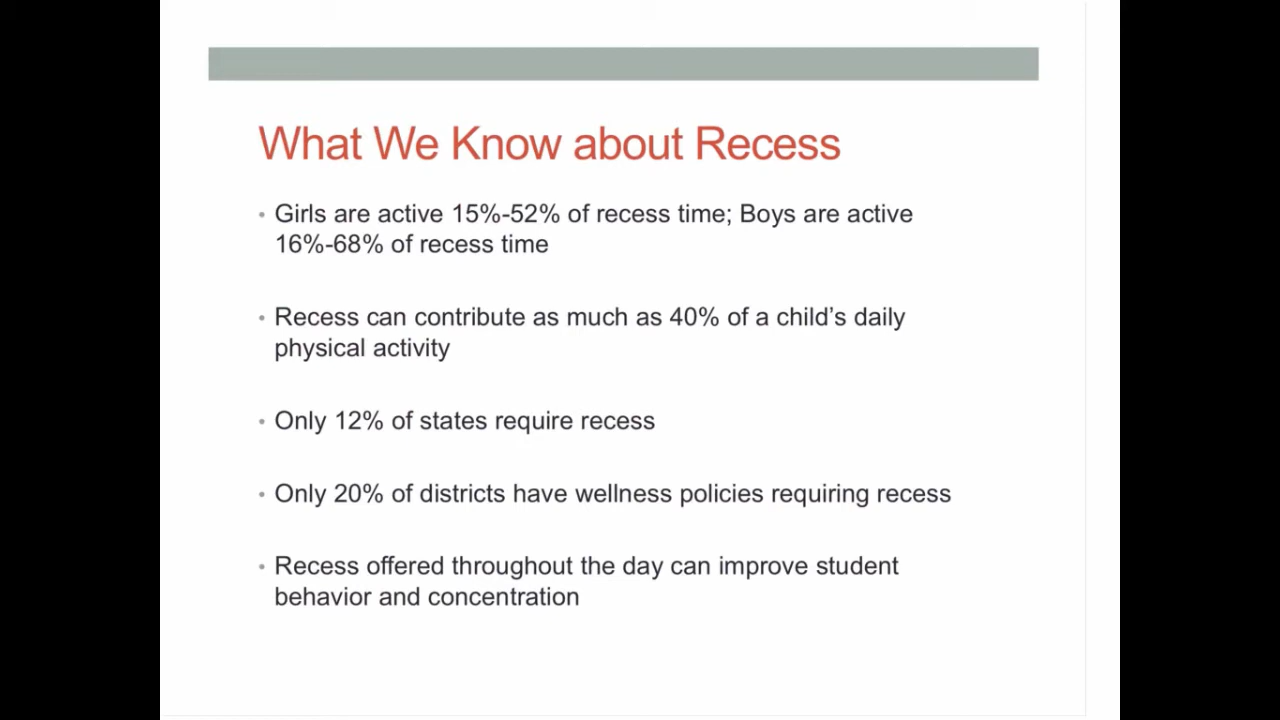 What We Know about Recess
• Girls are active 15%-52% of recess time; Boys are active
16%-68% of recess time
• Recess can contribute as much as 40% of a child’s daily
physical activity
• Only 12% of states require recess
• Only 20% of districts have wellness policies requiring recess
• Recess offered throughout the day can improve student
behavior and concentration